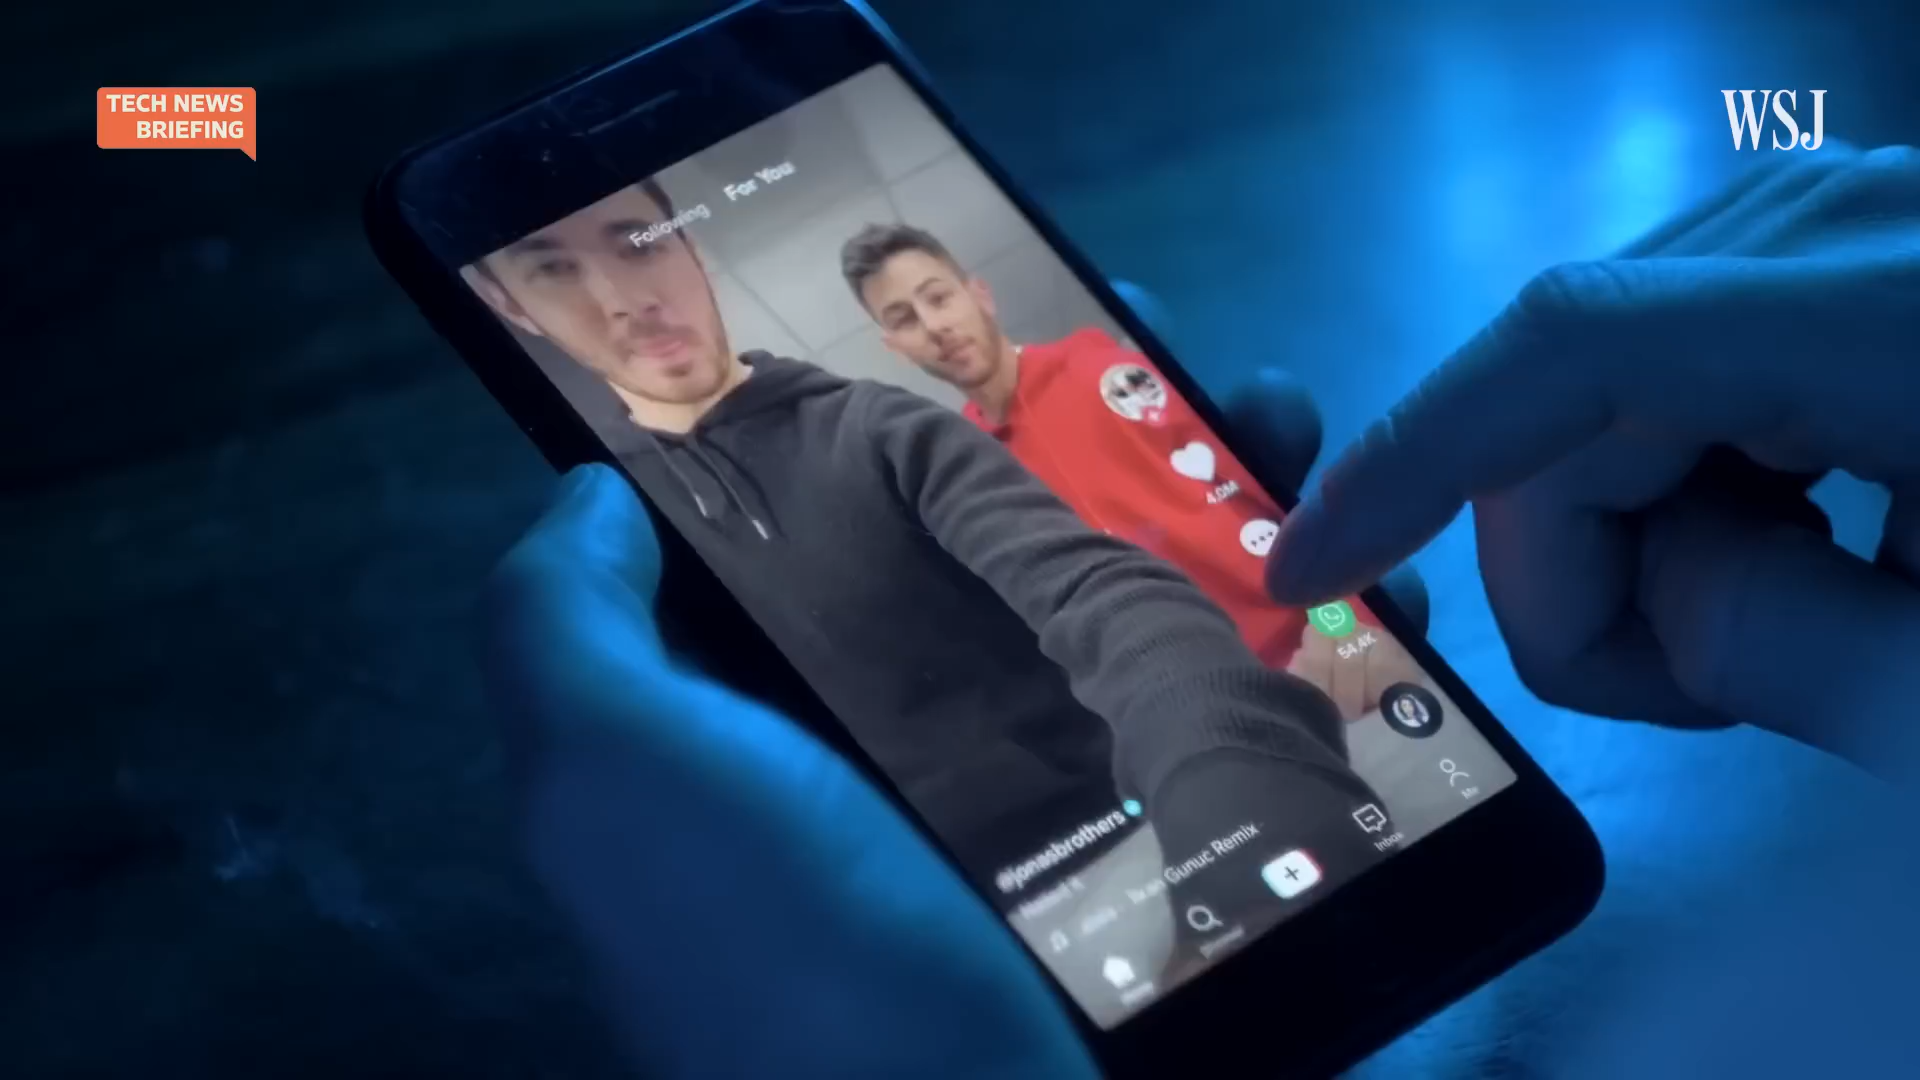 TECH NEWS
BRIEFING
WSJ
Following
For You
4.0M
54.4K
@jonasbrothers
Gunuc Remix
Me
Inbox